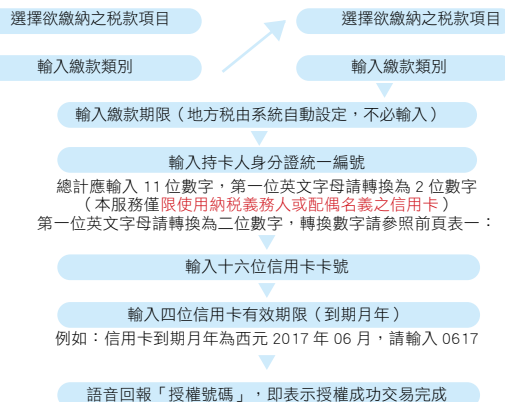 選擇欲繳納之稅款項目
輸入繳款類別
選擇欲繳納之稅款項目
輸入繳款類別
輸入繳款期限（地方稅由系統自動設定，不必輸入）
輸入持卡人身分證統一編號
總計應輸入 11 位數字，第一位英文字母請轉換為 2 位數字
（本服務僅限使用納稅義務人或配偶名義之信用卡）
第一位英文字母請轉換為二位數字，轉換數字請參照前頁表一：
輸入十六位信用卡卡號
輸入四位信用卡有效期限（到期月年）
例如：信用卡到期月年為西元 2017 年 06 月，請輸入 0617
語音回報「授權號碼」，即表示授權成功交易完成